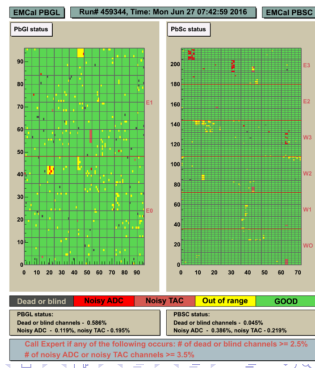 EMCal PBGL
Run# 459344, Time: Mon Jun 27 07:42:59 2016
EMCal PBSC
PbGl status
PbSc status
90
80
70
60
50
40
30
20
10
0
0 10 20 30 40 50 60 70 80 90
E1
E0
200
180
160
140
120
100
80
60
40
20
0
0 10 20 30 40 50 60 70
E3
E2
W3
W2
W1
W0
Dead or blind
Noisy ADC
Noisy TAC
Out of range
GOOD
PBGL status:
Dead or blind channels - 0.586%
Noisy ADC - 0.119%, noisy TAC -0.195%
PBSC status:
Dead or blind channels - 0.045%
Noisy ADC - 0.386%, noisy TAC -0.219%
Call Expert if any of the following occurs: # of dead or blind channels >= 2.5%
# of noisy ADC or noisy TAC channels >= 3.5%